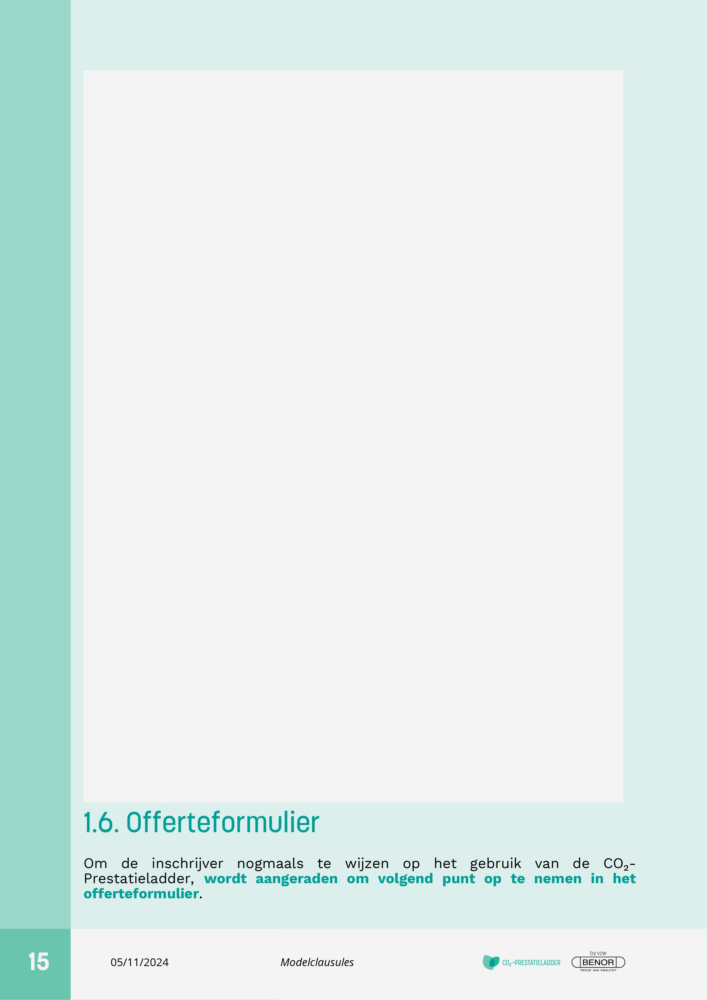 1.6. Offerteformulier
Om de inschrijver nogmaals te wijzen op het gebruik van de CO₂-
Prestatieladder, wordt aangeraden om volgend punt op te nemen in het
offerteformulier.
15
05/11/2024
Modelclausules
CO₂-PRESTATIELADDER
by vzw
BENOR
TROUW AAN KWALITEIT